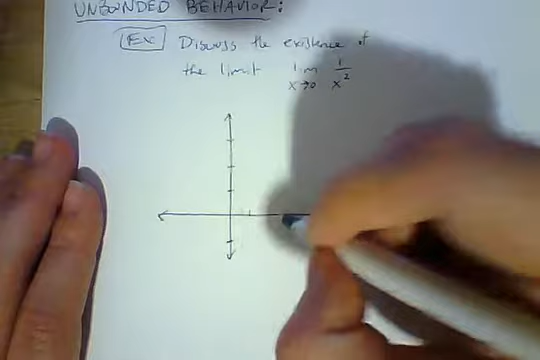 UNBOUNDED BEHAVIOR:
Ex Discuss the existence of
the limit lim x→0 1/x²